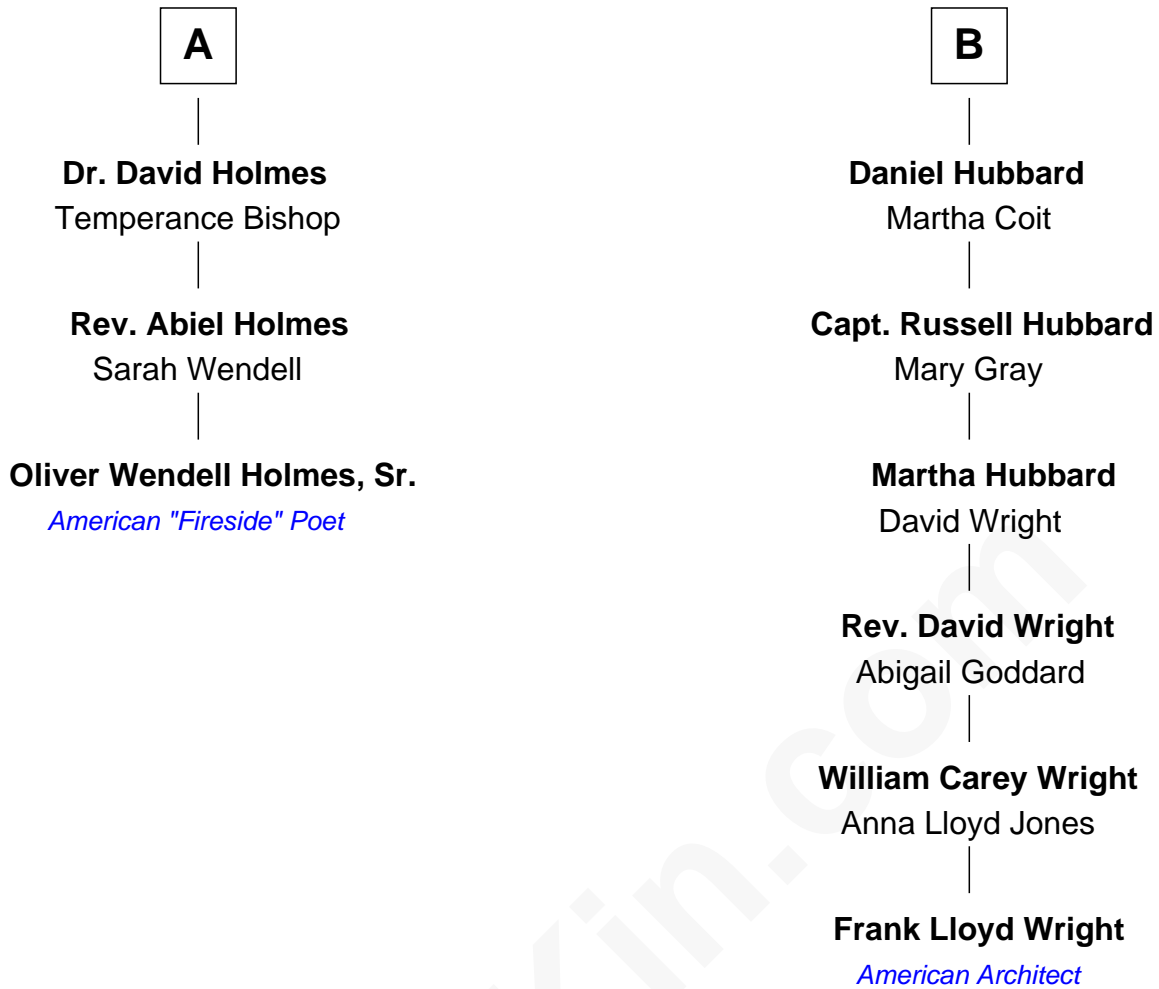 A
Dr. David Holmes
Temperance Bishop
Rev. Abiel Holmes
Sarah Wendell
Oliver Wendell Holmes, Sr.
American "Fireside" Poet
B
Daniel Hubbard
Martha Coit
Capt. Russell Hubbard
Mary Gray
Martha Hubbard
David Wright
Rev. David Wright
Abigail Goddard
William Carey Wright
Anna Lloyd Jones
Frank Lloyd Wright
American Architect